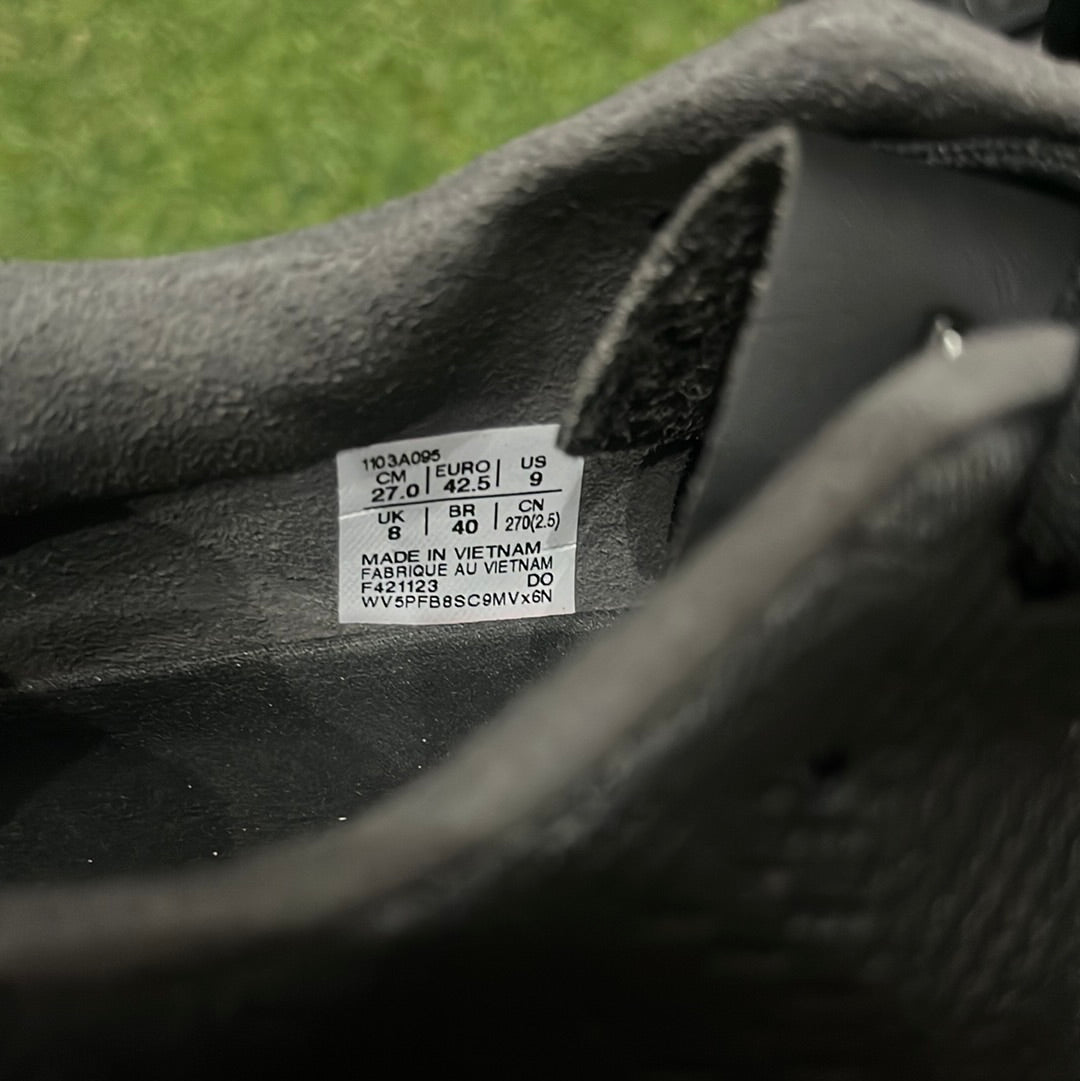 1103A095
CM | EURO | US
27.0 | 42.5 | 9
UK | BR | CN
8 | 40 | 270(2.5)
MADE IN VIETNAM
FABRIQUE AU VIETNAM
F421123 DO
WV5PFB8SC9MVx6N